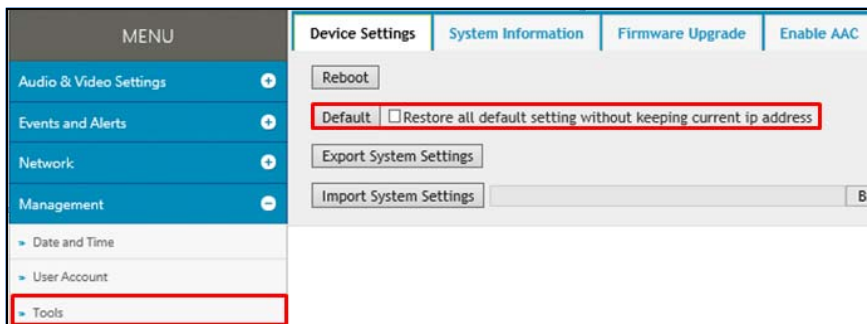 MENU
Audio & Video Settings
Events and Alerts
Network
Management
» Date and Time
» User Account
» Tools
Device Settings System Information Firmware Upgrade Enable AAC
Reboot
Default Restore all default setting without keeping current ip address
Export System Settings
Import System Settings B